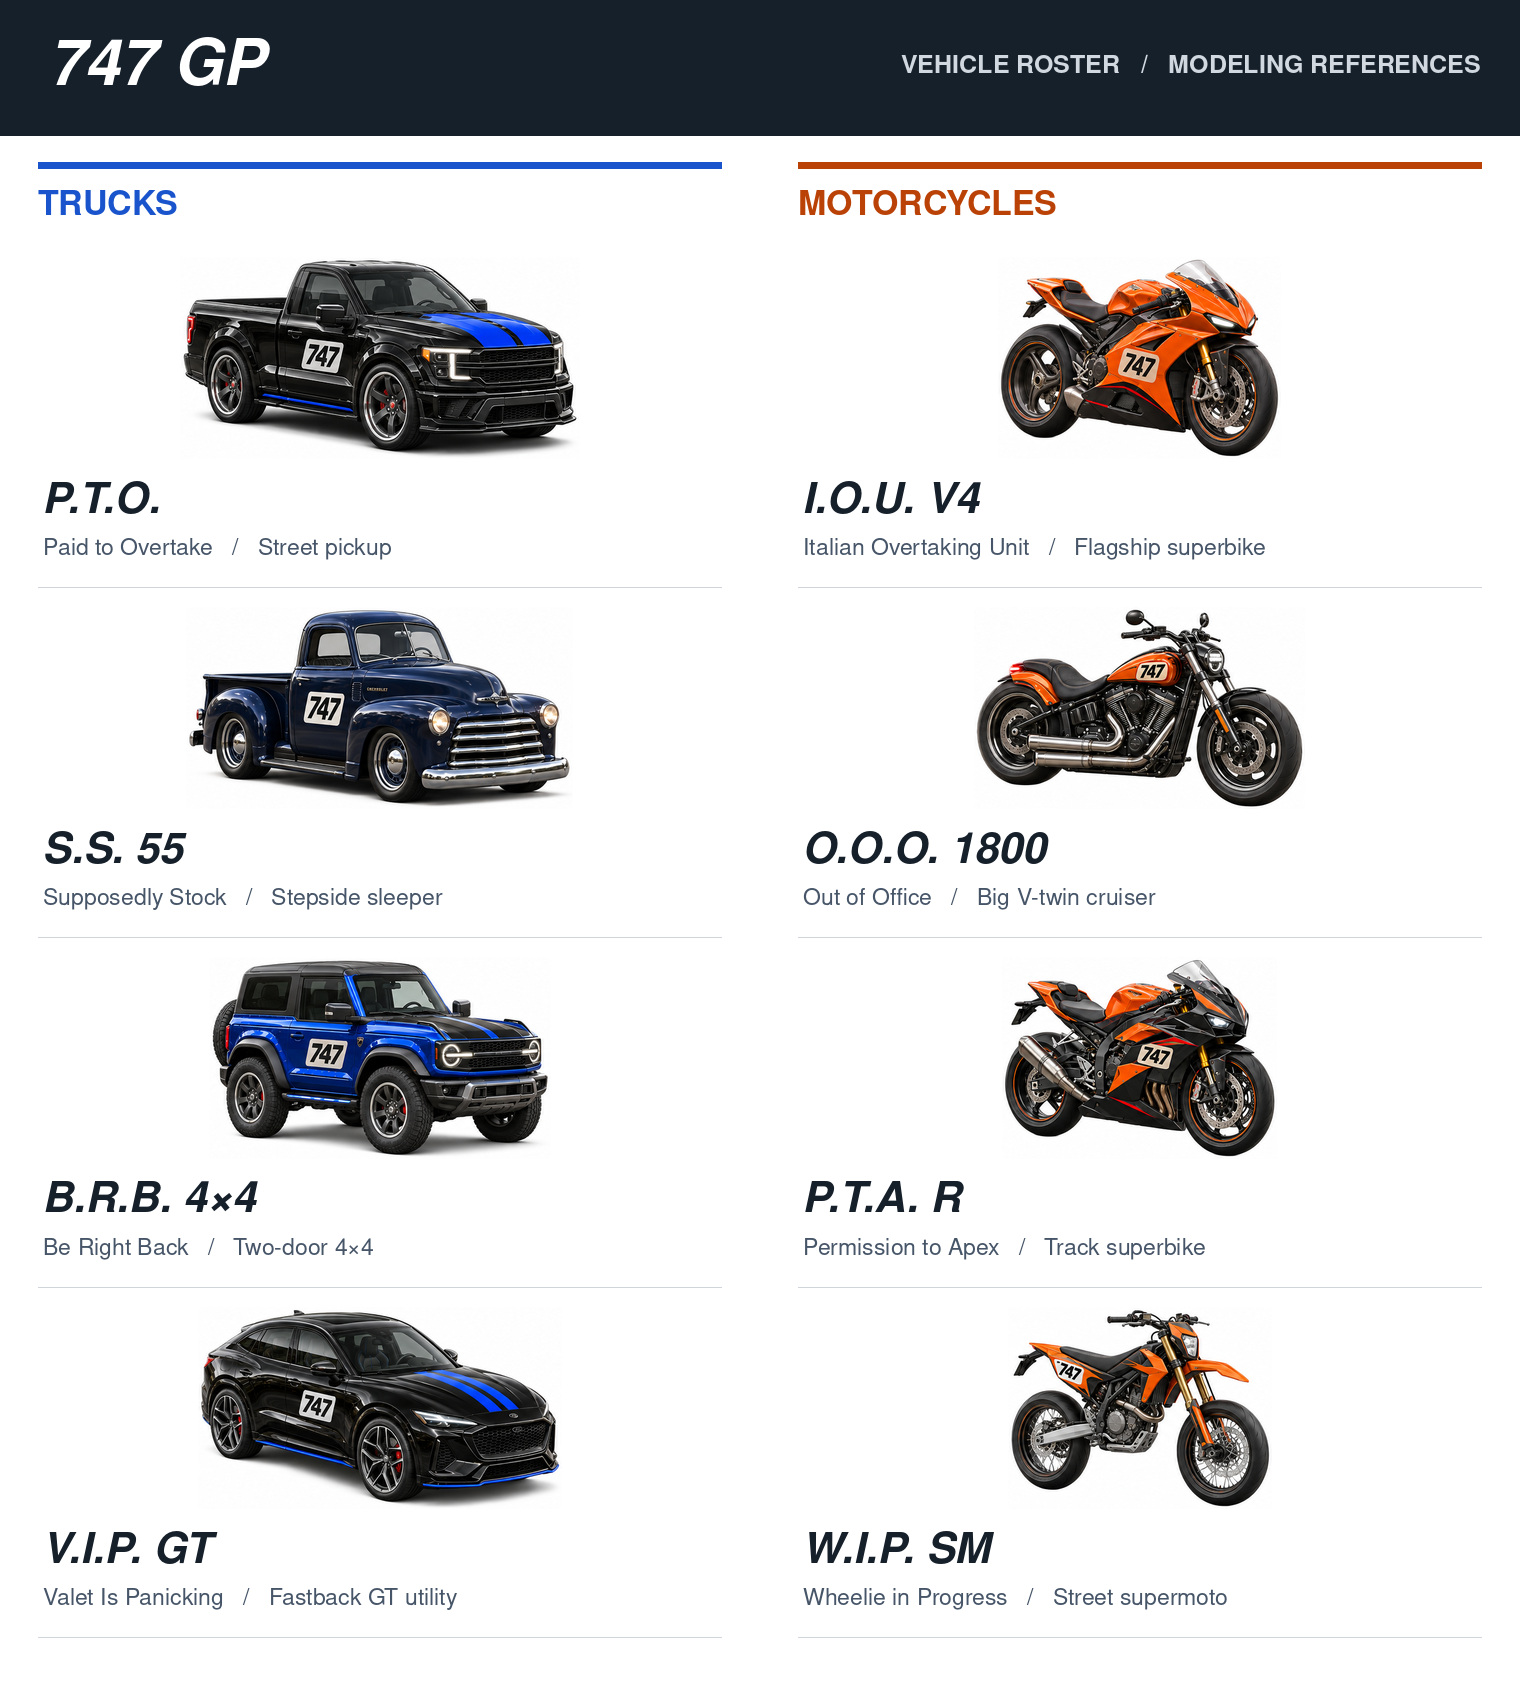 747 GP
VEHICLE ROSTER / MODELING REFERENCES
TRUCKS
747
P.T.O.
Paid to Overtake / Street pickup
CHEVROLET
747
S.S. 55
Supposedly Stock / Stepside sleeper
747
B.R.B. 4×4
Be Right Back / Two-door 4×4
747
V.I.P. GT
Valet Is Panicking / Fastback GT utility
MOTORCYCLES
747
I.O.U. V4
Italian Overtaking Unit / Flagship superbike
747
O.O.O. 1800
Out of Office / Big V-twin cruiser
747
P.T.A. R
Permission to Apex / Track superbike
747
W.I.P. SM
Wheelie in Progress / Street supermoto